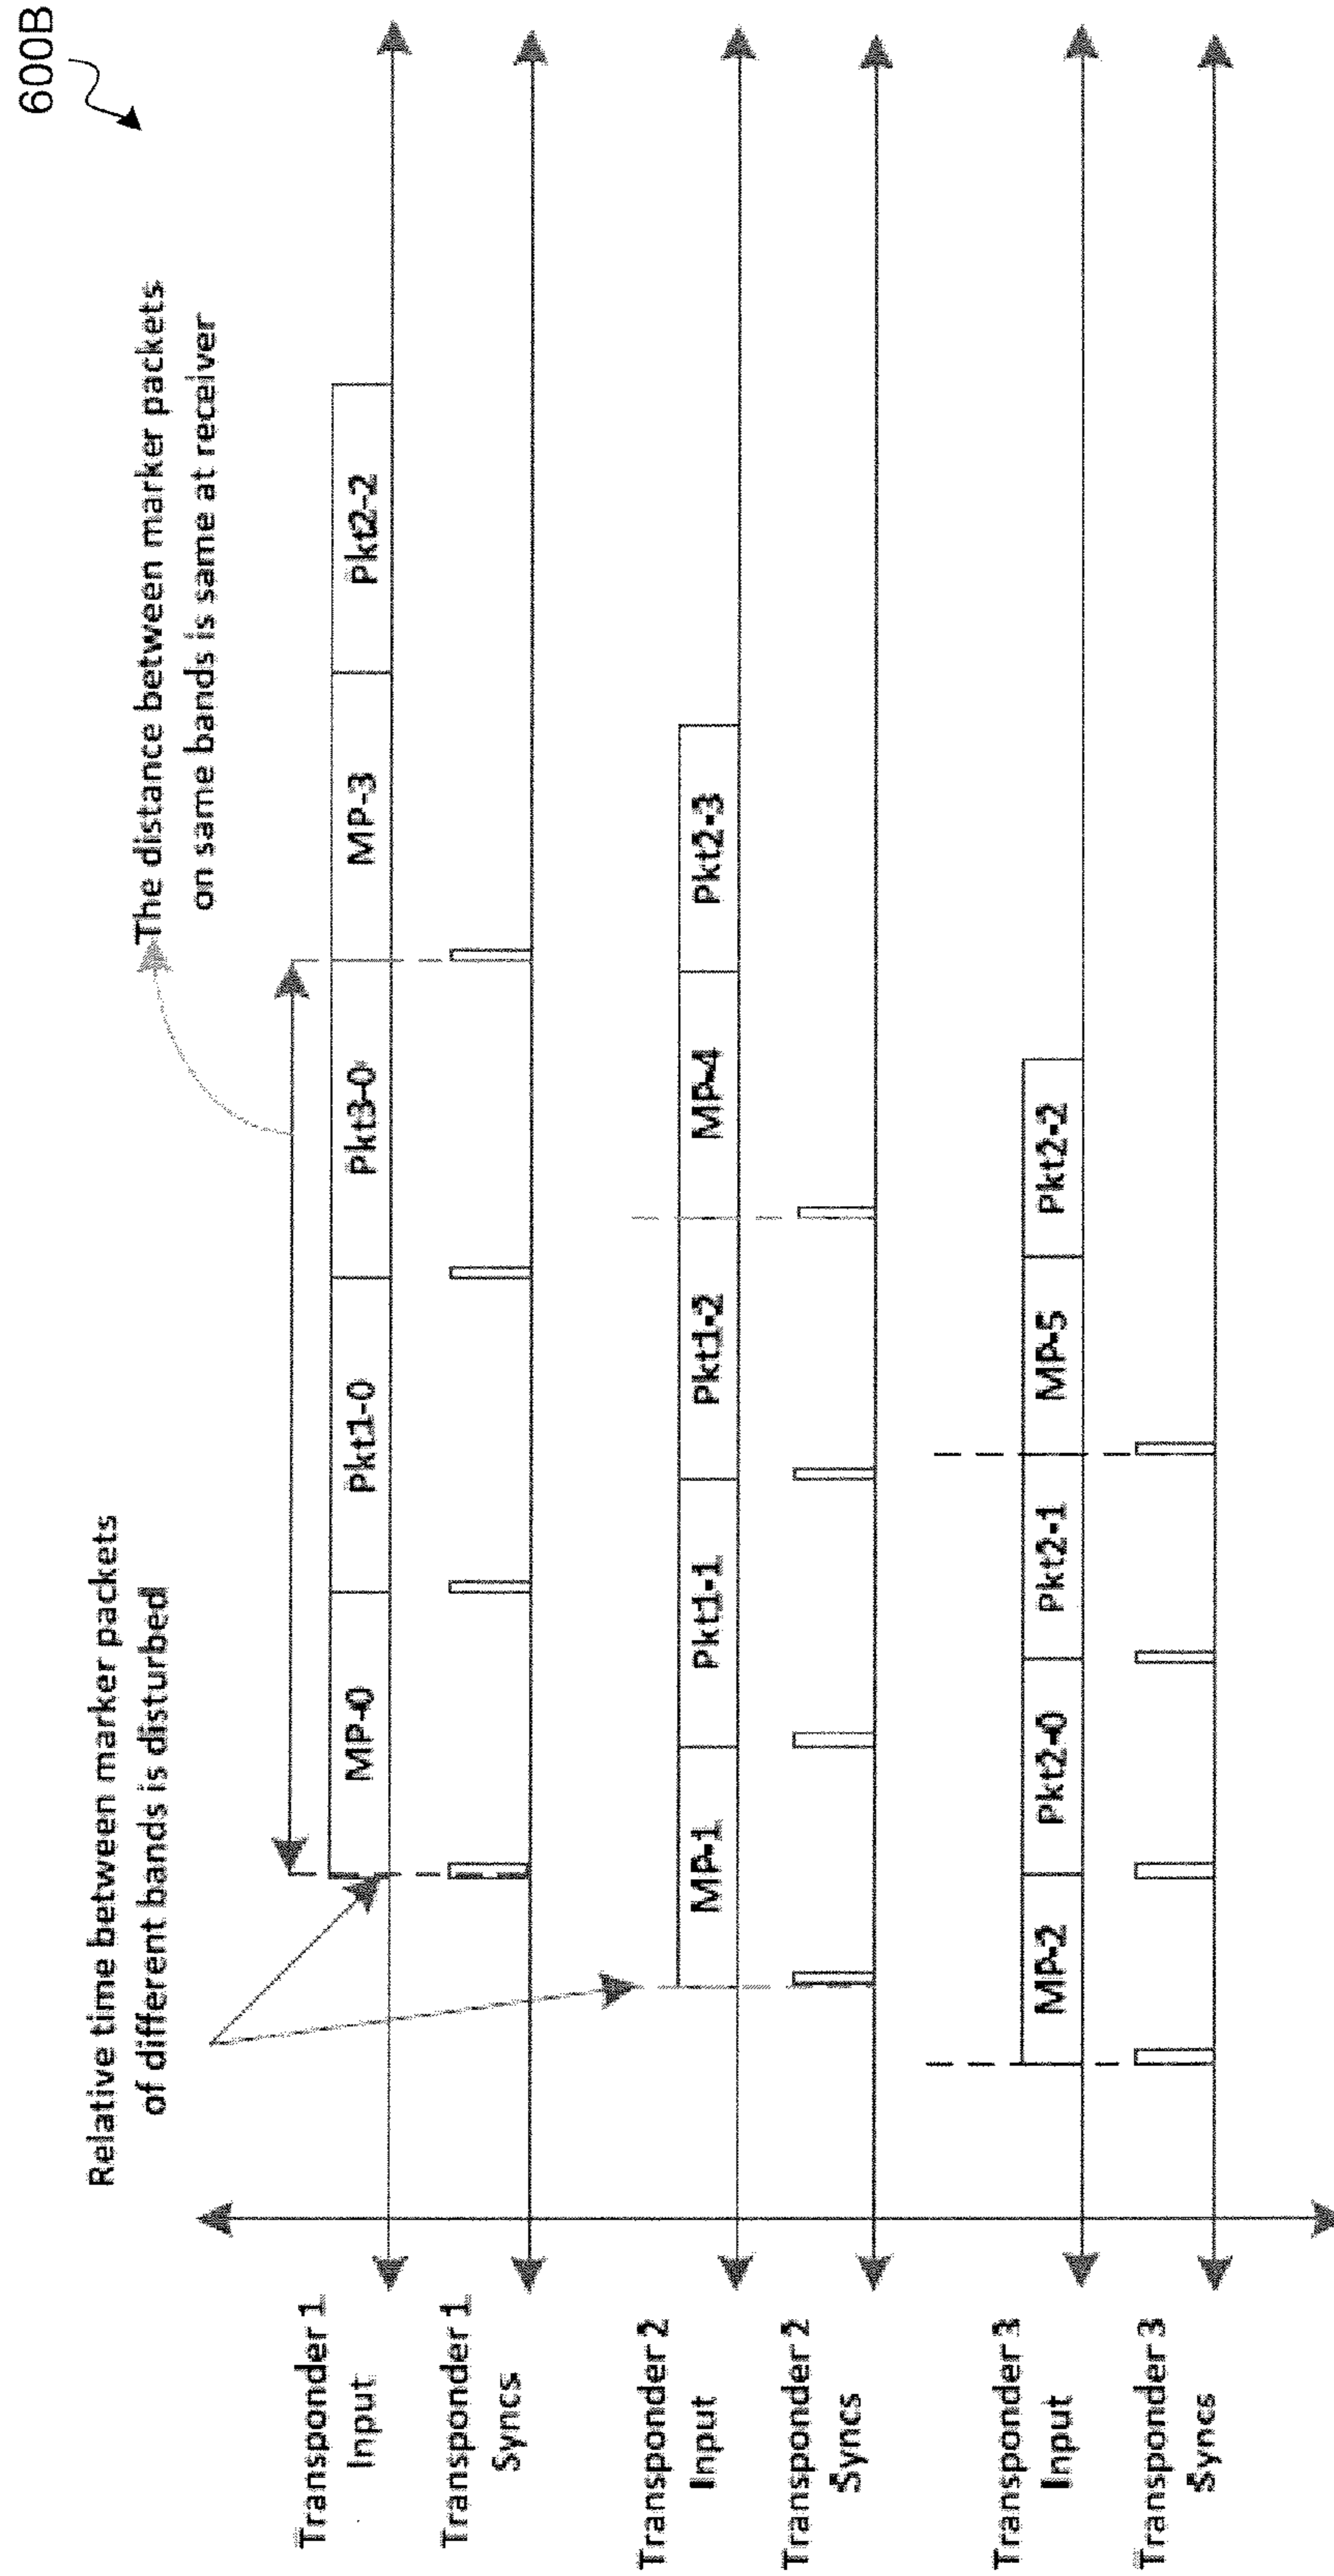 600B
Relative time between marker packets
of different bands is disturbed
The distance between marker packets
on same bands is same at receiver
Transponder 1
Input
MP-0
Pkt1-0
Pkt3-0
MP-3
Pkt2-2
Transponder 1
Syncs
Transponder 2
Input
MP-1
Pkt1-1
Pkt1-2
MP-4
Pkt2-3
Transponder 2
Syncs
Transponder 3
Input
MP-2
Pkt2-0
Pkt2-1
MP-5
Pkt2-2
Transponder 3
Syncs